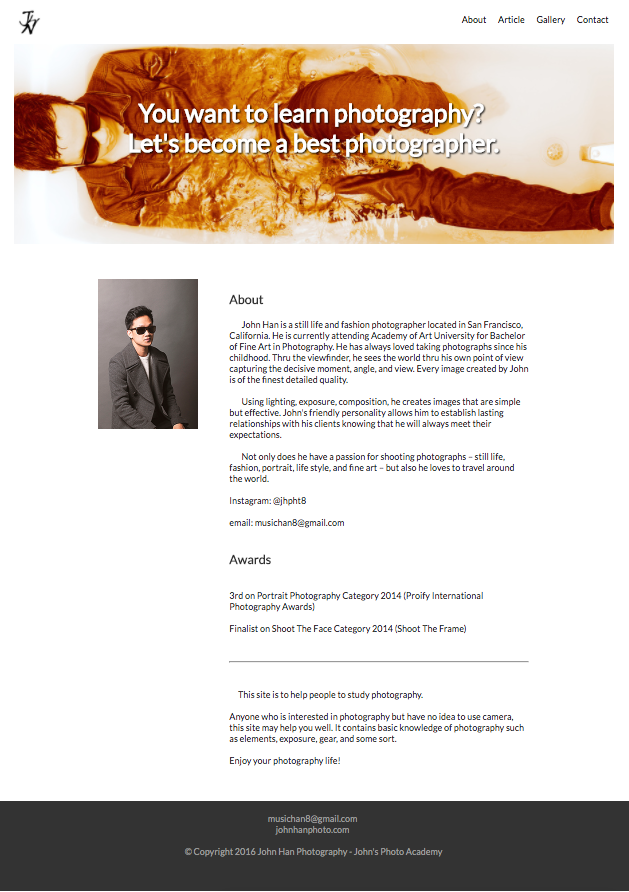 About Article Gallery Contact
You want to learn photography?
Let's become a best photographer.
About
John Han is a still life and fashion photographer located in San Francisco,
California. He is currently attending Academy of Art University for Bachelor
of Fine Art in Photography. He has always loved taking photographs since his
childhood. Thru the viewfinder, he sees the world thru his own point of view
capturing the decisive moment, angle, and view. Every image created by John
is of the finest detailed quality.
Using lighting, exposure, composition, he creates images that are simple
but effective. John's friendly personality allows him to establish lasting
relationships with his clients knowing that he will always meet their
expectations.
Not only does he have a passion for shooting photographs – still life,
fashion, portrait, life style, and fine art – but also he loves to travel around
the world.
Instagram: @jhpht8
email: musichan8@gmail.com
Awards
3rd on Portrait Photography Category 2014 (Proify International
Photography Awards)
Finalist on Shoot The Face Category 2014 (Shoot The Frame)
This site is to help people to study photography.
Anyone who is interested in photography but have no idea to use camera,
this site may help you well. It contains basic knowledge of photography such
as elements, exposure, gear, and some sort.
Enjoy your photography life!
musichan8@gmail.com
johnhanphoto.com
© Copyright 2016 John Han Photography - John's Photo Academy